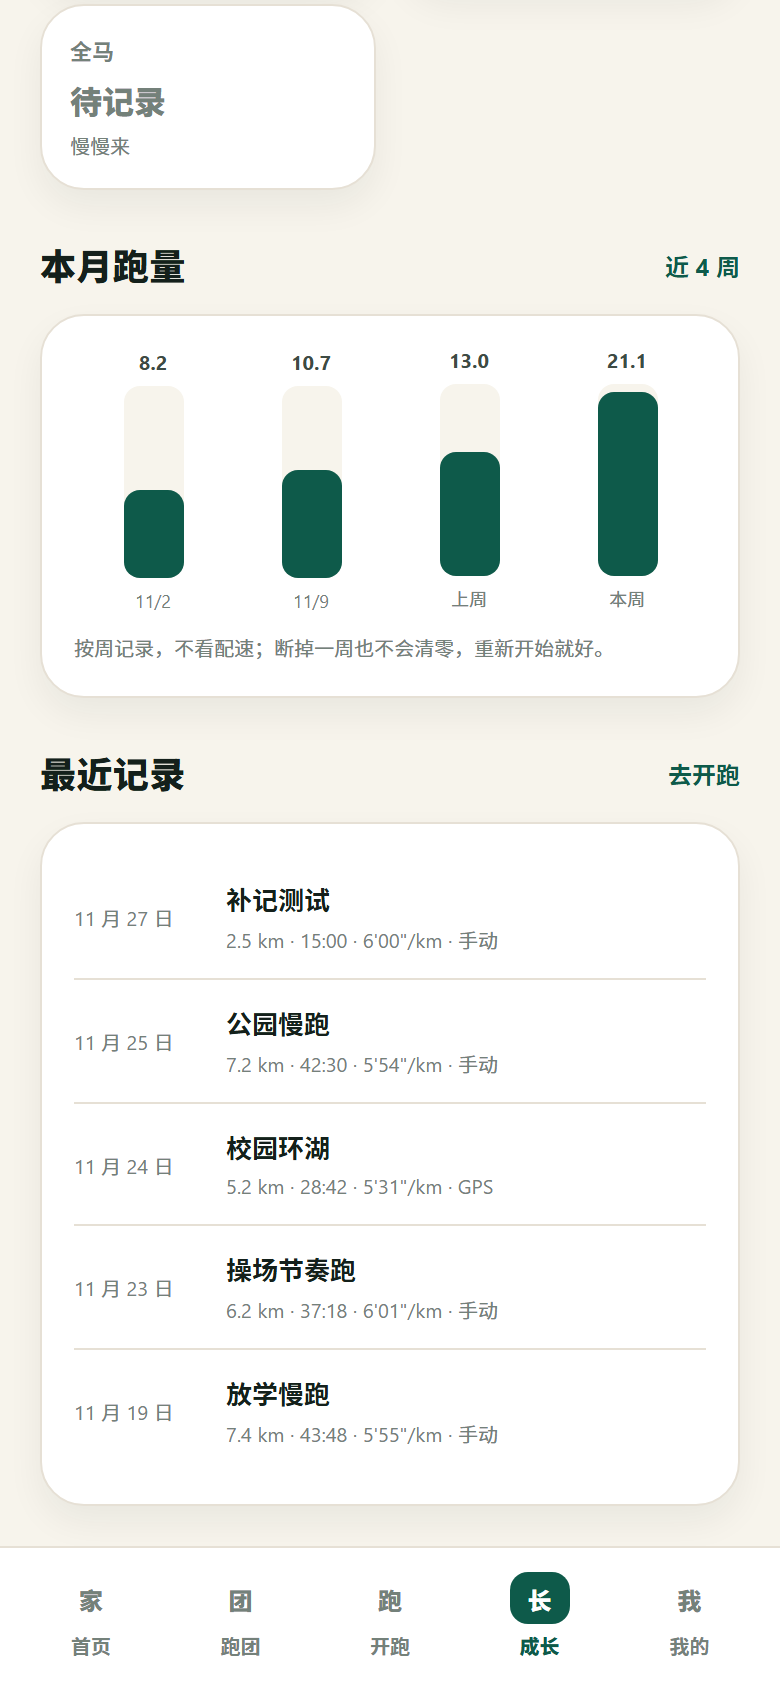 全马
待记录
慢慢来
本月跑量
近 4 周
8.2
10.7
13.0
21.1
11/2
11/9
上周
本周
按周记录，不看配速；断掉一周也不会清零，重新开始就好。
最近记录
去开跑
11 月 27 日
补记测试
2.5 km · 15:00 · 6'00"/km · 手动
11 月 25 日
公园慢跑
7.2 km · 42:30 · 5'54"/km · 手动
11 月 24 日
校园环湖
5.2 km · 28:42 · 5'31"/km · GPS
11 月 23 日
操场节奏跑
6.2 km · 37:18 · 6'01"/km · 手动
11 月 19 日
放学慢跑
7.4 km · 43:48 · 5'55"/km · 手动
家
团
跑
长
我
首页
跑团
开跑
成长
我的